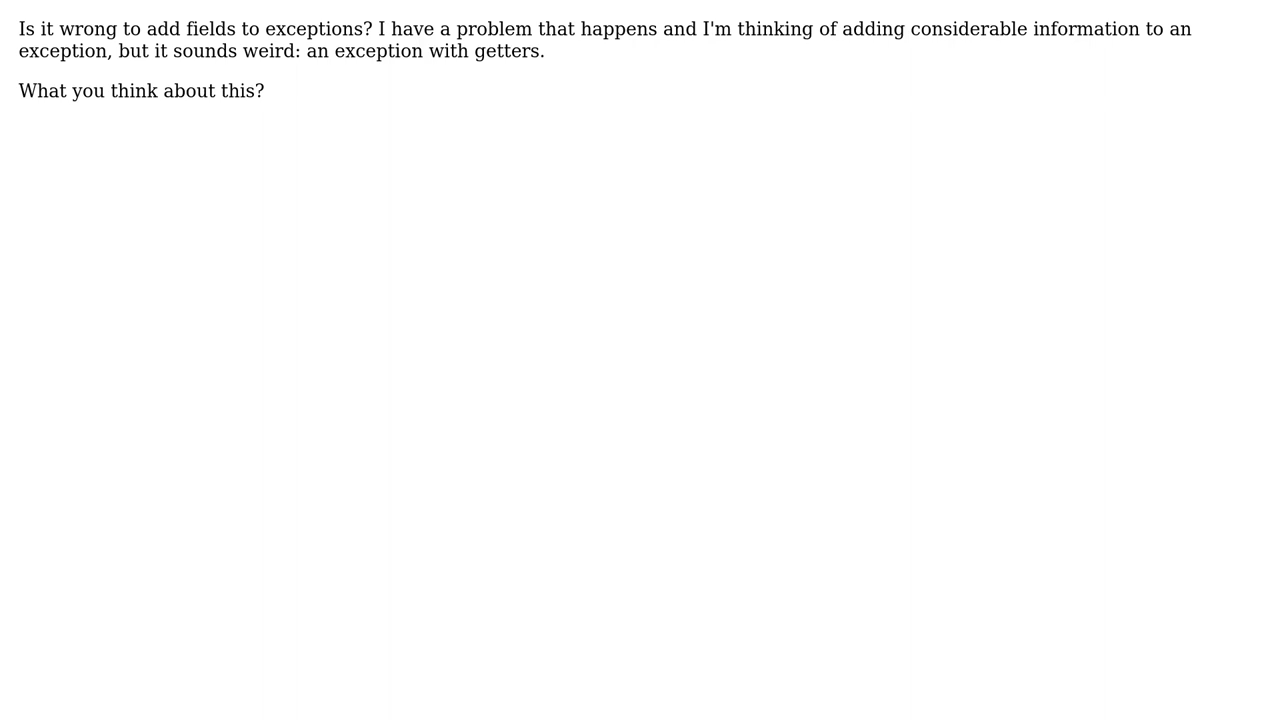 Is it wrong to add fields to exceptions? I have a problem that happens and I'm thinking of adding considerable information to an
exception, but it sounds weird: an exception with getters.
What you think about this?